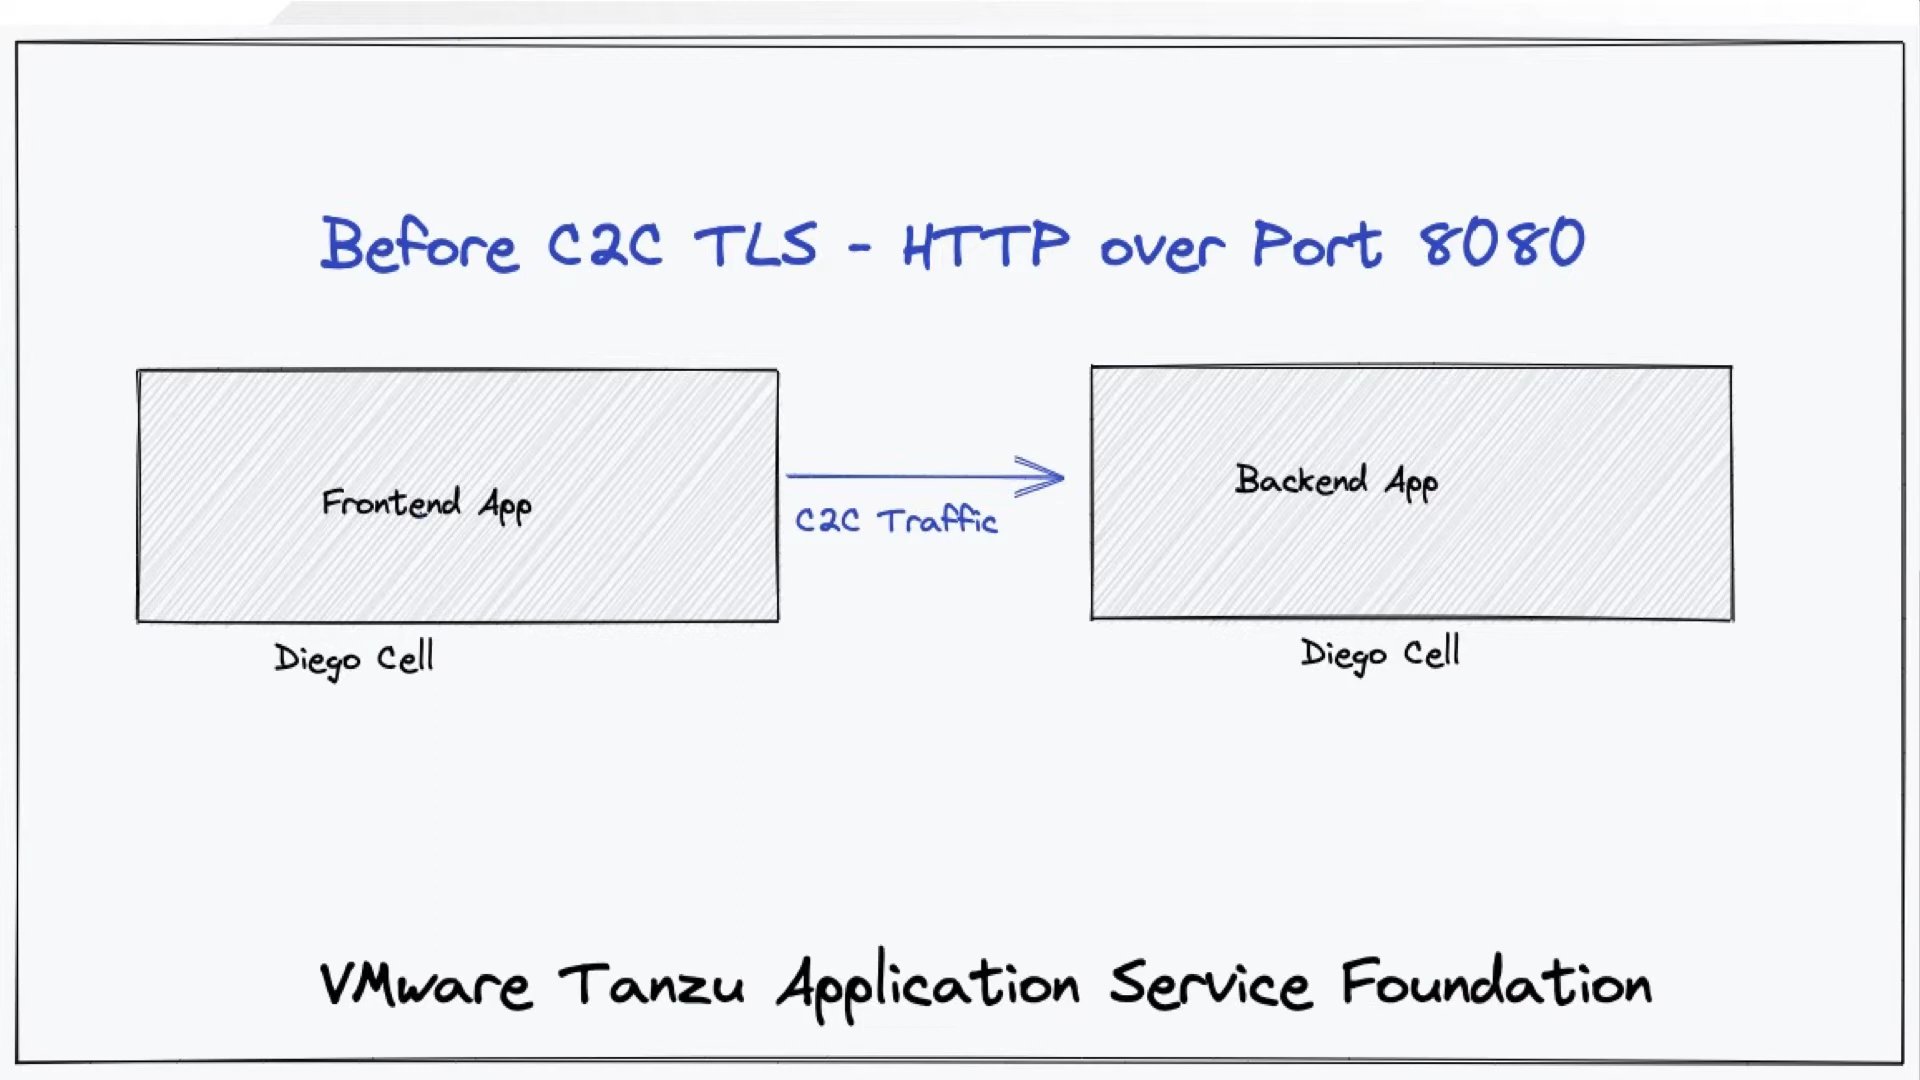 Before C2C TLS - HTTP over Port 8080
Frontend App
C2C Traffic
Backend App
Diego Cell
Diego Cell
VMware Tanzu Application Service Foundation